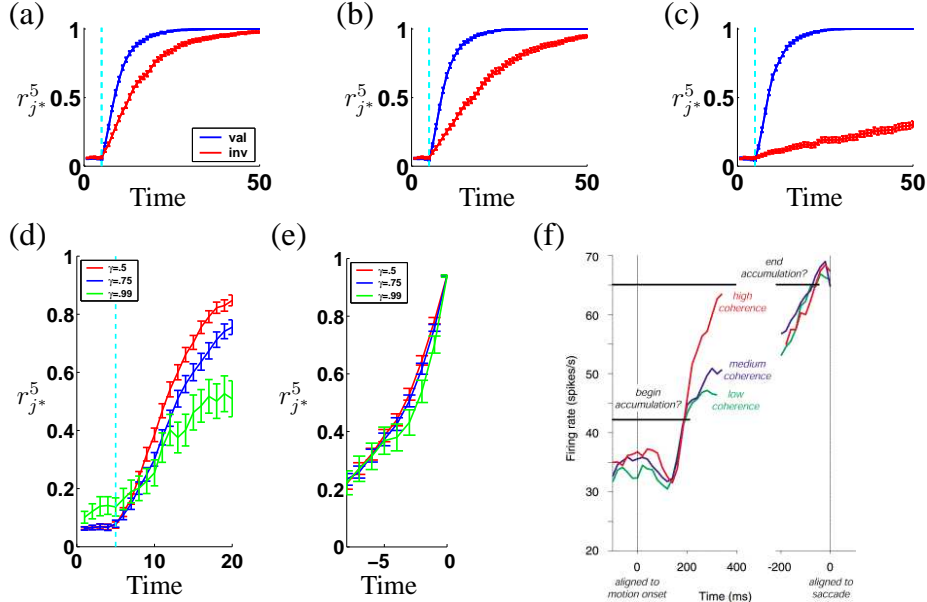 (a)
1
0.5
0
r^5_{j*}
val
inv
0
50
Time
(b)
1
0.5
0
r^5_{j*}
0
50
Time
(c)
1
0.5
0
r^5_{j*}
0
50
Time
(d)
1
0.8
0.6
0.4
0.2
0
r^5_{j*}
γ=.5
γ=.75
γ=.99
0
10
20
Time
(e)
1
0.8
0.6
0.4
0.2
0
r^5_{j*}
γ=.5
γ=.75
γ=.99
−5
0
Time
(f)
70
60
50
40
30
20
Firing rate (spikes/s)
end
accumulation?
high
coherence
medium
coherence
begin
accumulation?
low
coherence
0
200
400
-200
0
aligned to
motion onset
Time (ms)
aligned to
saccade